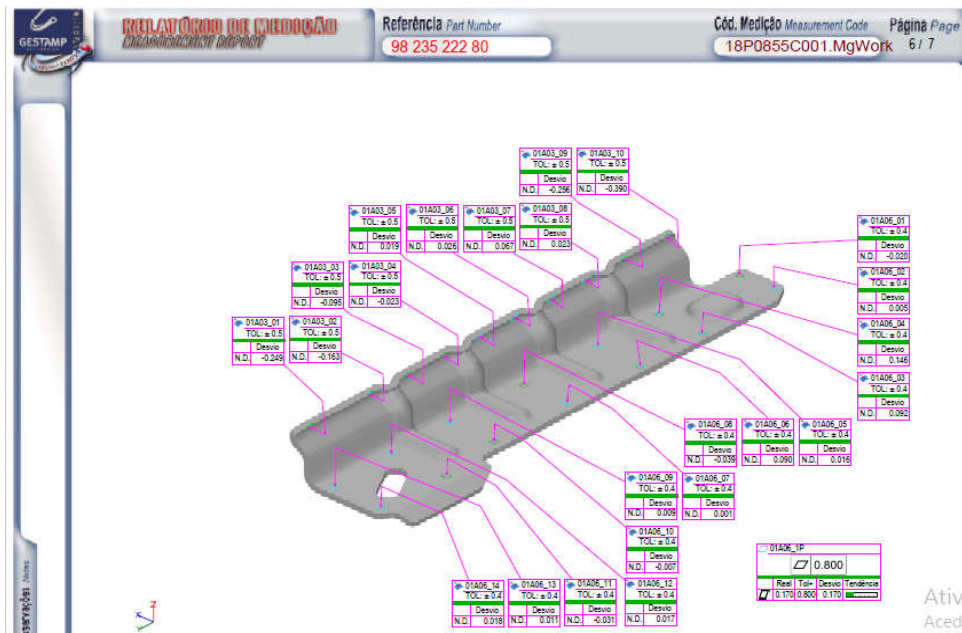 GESTAMP
RELATÓRIO DE MEDIÇÃO
MEASUREMENT REPORT
Referência Part Number
98 235 222 80
Cód. Medição Measurement Code
18P0855C001.MgWork
Página Page
6 / 7
01A03_09
TOL: ± 0.5
Desvio
N.D. -0.256
01A03_10
TOL: ± 0.5
Desvio
N.D. -0.390
01A03_05
TOL: ± 0.5
Desvio
N.D. 0.019
01A03_06
TOL: ± 0.5
Desvio
N.D. 0.026
01A03_07
TOL: ± 0.5
Desvio
N.D. 0.067
01A03_08
TOL: ± 0.5
Desvio
N.D. 0.023
01A06_01
TOL: ± 0.4
Desvio
N.D. -0.020
01A03_03
TOL: ± 0.5
Desvio
N.D. -0.095
01A03_04
TOL: ± 0.5
Desvio
N.D. -0.023
01A06_02
TOL: ± 0.4
Desvio
N.D. 0.005
01A03_01
TOL: ± 0.5
Desvio
N.D. -0.249
01A03_02
TOL: ± 0.5
Desvio
N.D. -0.163
01A06_04
TOL: ± 0.4
Desvio
N.D. 0.146
01A06_03
TOL: ± 0.4
Desvio
N.D. 0.092
01A06_08
TOL: ± 0.4
Desvio
N.D. -0.039
01A06_06
TOL: ± 0.4
Desvio
N.D. 0.090
01A06_05
TOL: ± 0.4
Desvio
N.D. 0.016
01A06_09
TOL: ± 0.4
Desvio
N.D. 0.009
01A06_07
TOL: ± 0.4
Desvio
N.D. 0.001
01A06_10
TOL: ± 0.4
Desvio
N.D. -0.007
01A06_14
TOL: ± 0.4
Desvio
N.D. 0.018
01A06_13
TOL: ± 0.4
Desvio
N.D. 0.011
01A06_11
TOL: ± 0.4
Desvio
N.D. -0.031
01A06_12
TOL: ± 0.4
Desvio
N.D. 0.017
01A06_1P
0.800
Real Tol+ Desvio Tendência
0.170 0.800 0.170
Z
Y
servações Notes
Ativ
Aced